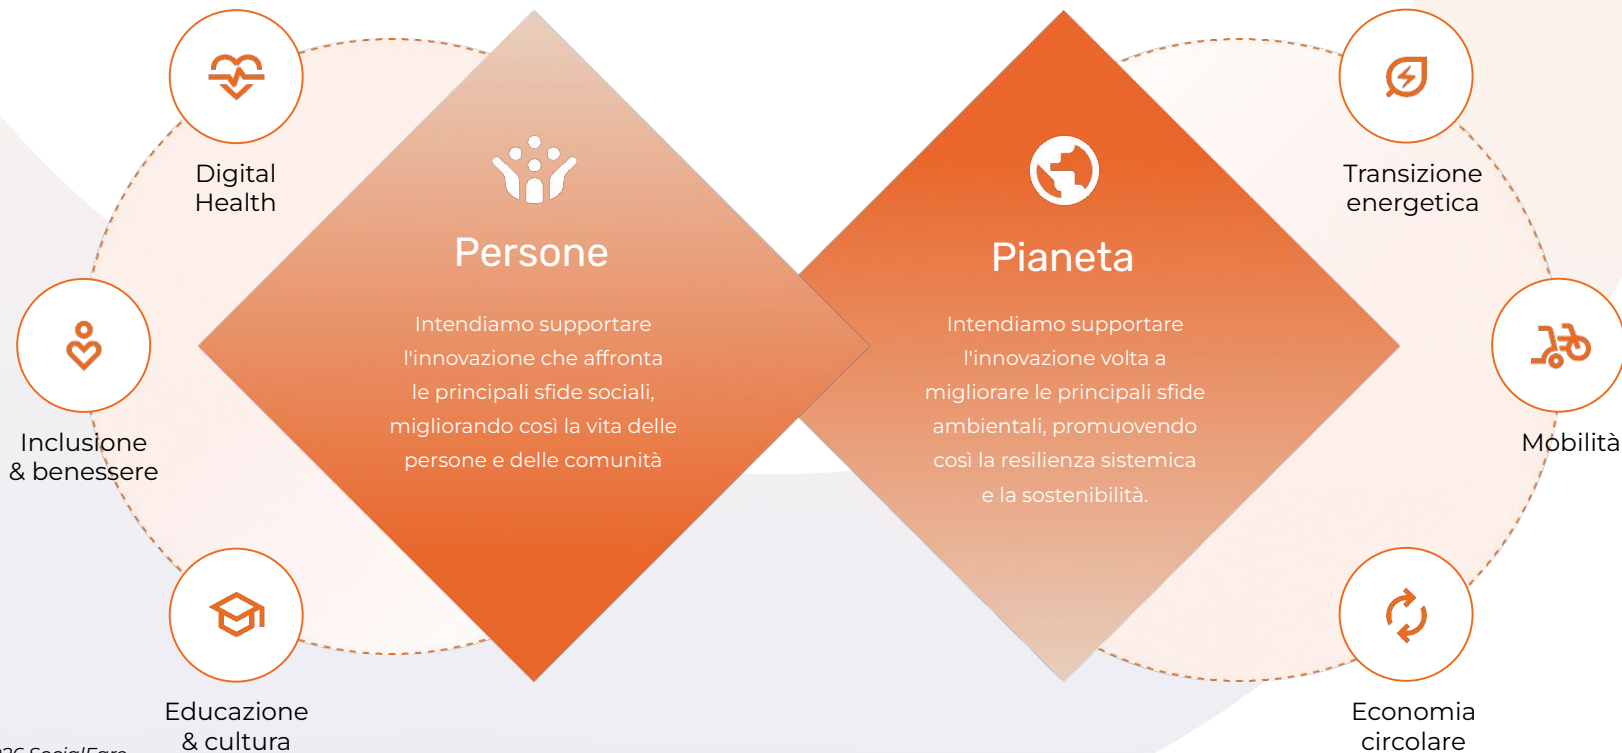 Digital
Health
Inclusione
& benessere
Educazione
& cultura
Persone
Intendiamo supportare
l'innovazione che affronta
le principali sfide sociali,
migliorando così la vita delle
persone e delle comunità
Pianeta
Intendiamo supportare
l'innovazione volta a
migliorare le principali sfide
ambientali, promuovendo
così la resilienza sistemica
e la sostenibilità.
Transizione
energetica
Mobilità
Economia
circolare
SocialFare